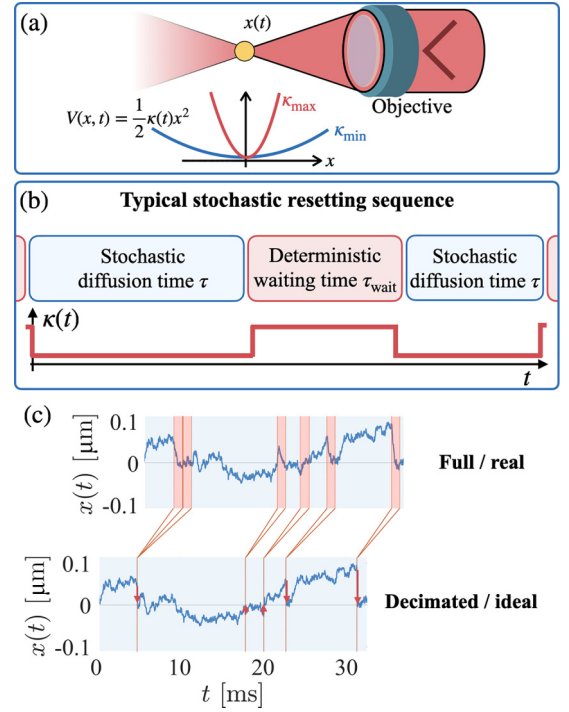 (a)
x(t)
V(x, t) = \frac{1}{2}κ(t)x²
κ_max
κ_min
x
Objective
(b)
Typical stochastic resetting sequence
Stochastic
diffusion time τ
Deterministic
waiting time τ_wait
Stochastic
diffusion time τ
κ(t)
t
(c)
x(t) [μm]
0.1
0
-0.1
Full / real
x(t) [μm]
0.1
0
-0.1
Decimated / ideal
0 10 20 30
t [ms]